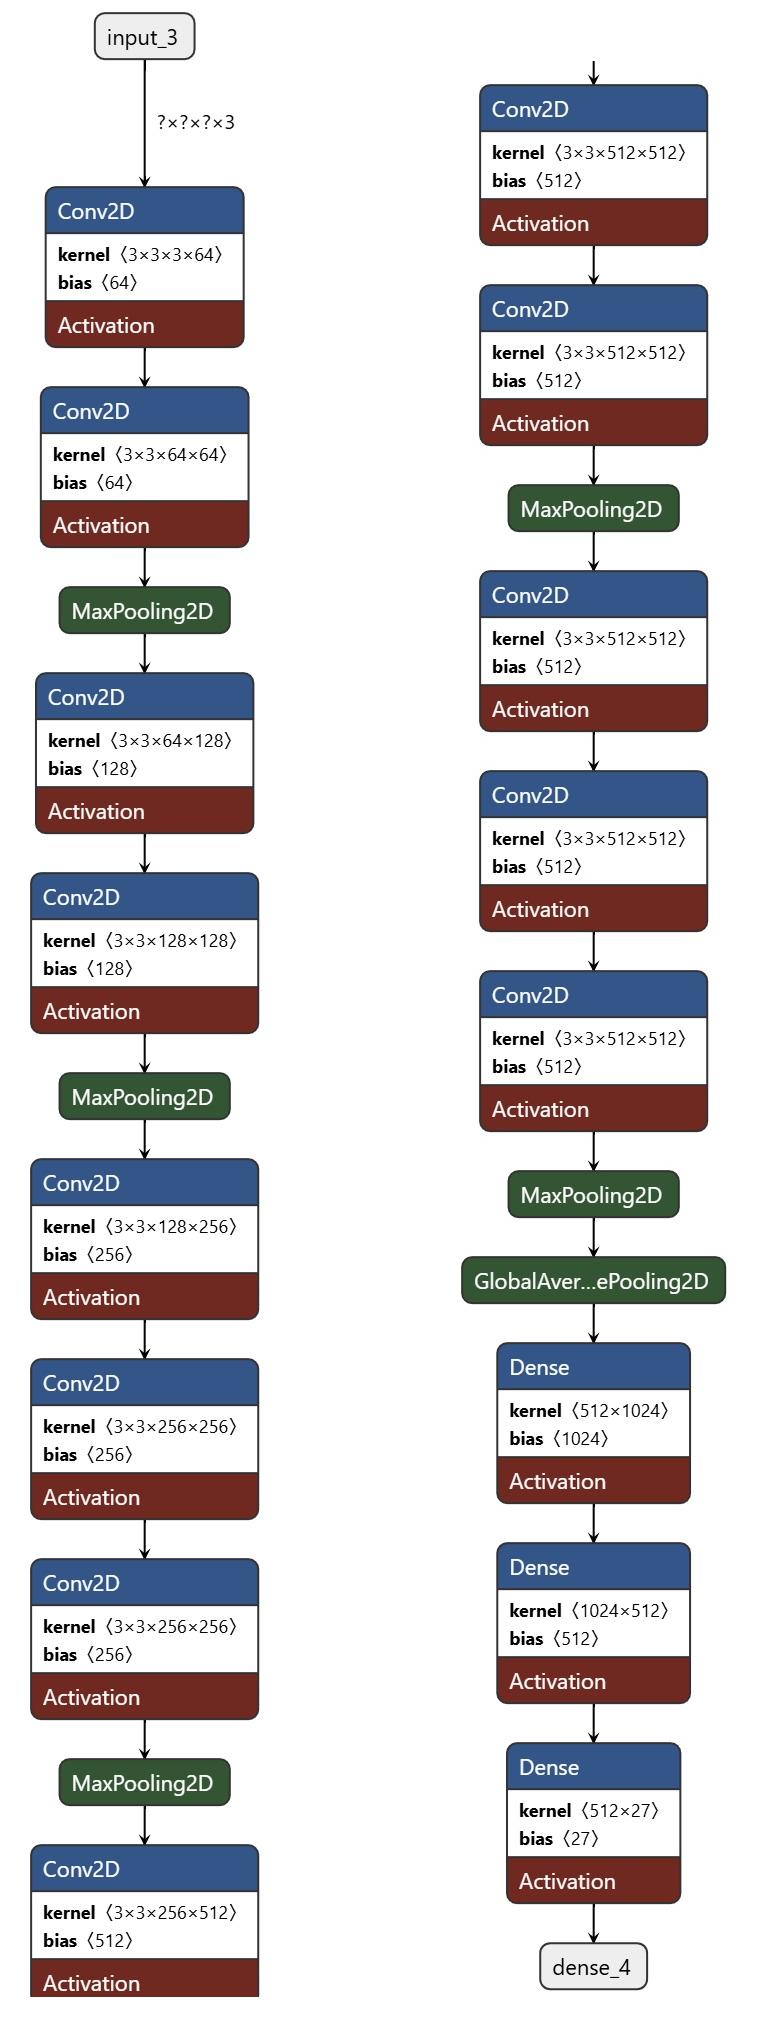 input_3
?×?×?×3
Conv2D
kernel 〈3×3×3×64〉
bias 〈64〉
Activation
Conv2D
kernel 〈3×3×64×64〉
bias 〈64〉
Activation
MaxPooling2D
Conv2D
kernel 〈3×3×64×128〉
bias 〈128〉
Activation
Conv2D
kernel 〈3×3×128×128〉
bias 〈128〉
Activation
MaxPooling2D
Conv2D
kernel 〈3×3×128×256〉
bias 〈256〉
Activation
Conv2D
kernel 〈3×3×256×256〉
bias 〈256〉
Activation
Conv2D
kernel 〈3×3×256×256〉
bias 〈256〉
Activation
MaxPooling2D
Conv2D
kernel 〈3×3×256×512〉
bias 〈512〉
Activation
Conv2D
kernel 〈3×3×512×512〉
bias 〈512〉
Activation
Conv2D
kernel 〈3×3×512×512〉
bias 〈512〉
Activation
MaxPooling2D
Conv2D
kernel 〈3×3×512×512〉
bias 〈512〉
Activation
Conv2D
kernel 〈3×3×512×512〉
bias 〈512〉
Activation
Conv2D
kernel 〈3×3×512×512〉
bias 〈512〉
Activation
MaxPooling2D
GlobalAver...ePooling2D
Dense
kernel 〈512×1024〉
bias 〈1024〉
Activation
Dense
kernel 〈1024×512〉
bias 〈512〉
Activation
Dense
kernel 〈512×27〉
bias 〈27〉
Activation
dense_4